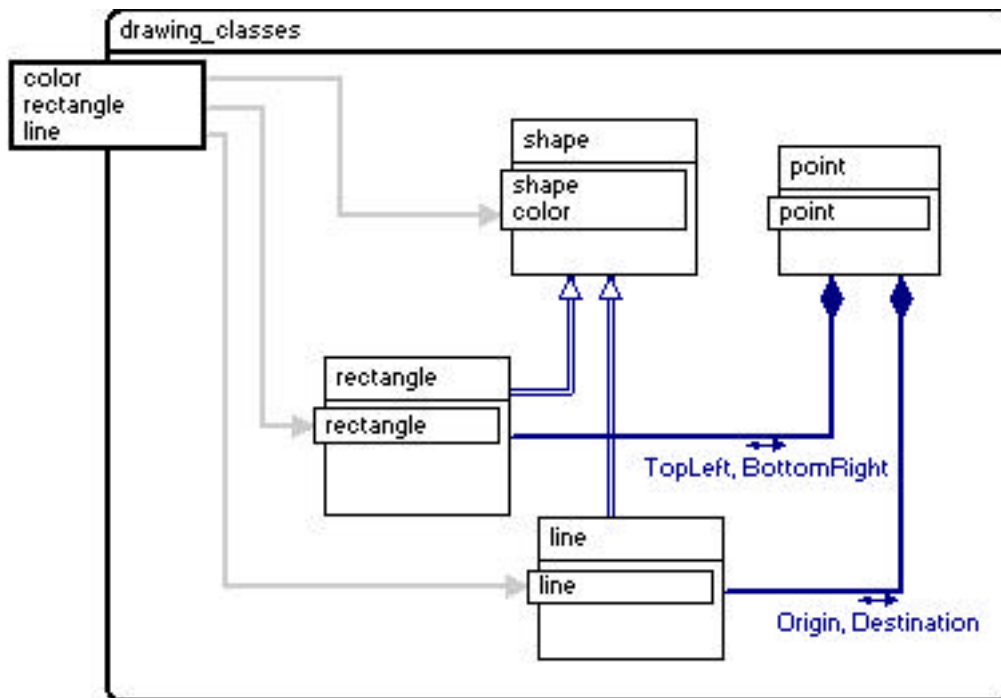 drawing_classes
color
rectangle
line
shape
shape
color
point
point
rectangle
rectangle
TopLeft, BottomRight
line
line
Origin, Destination